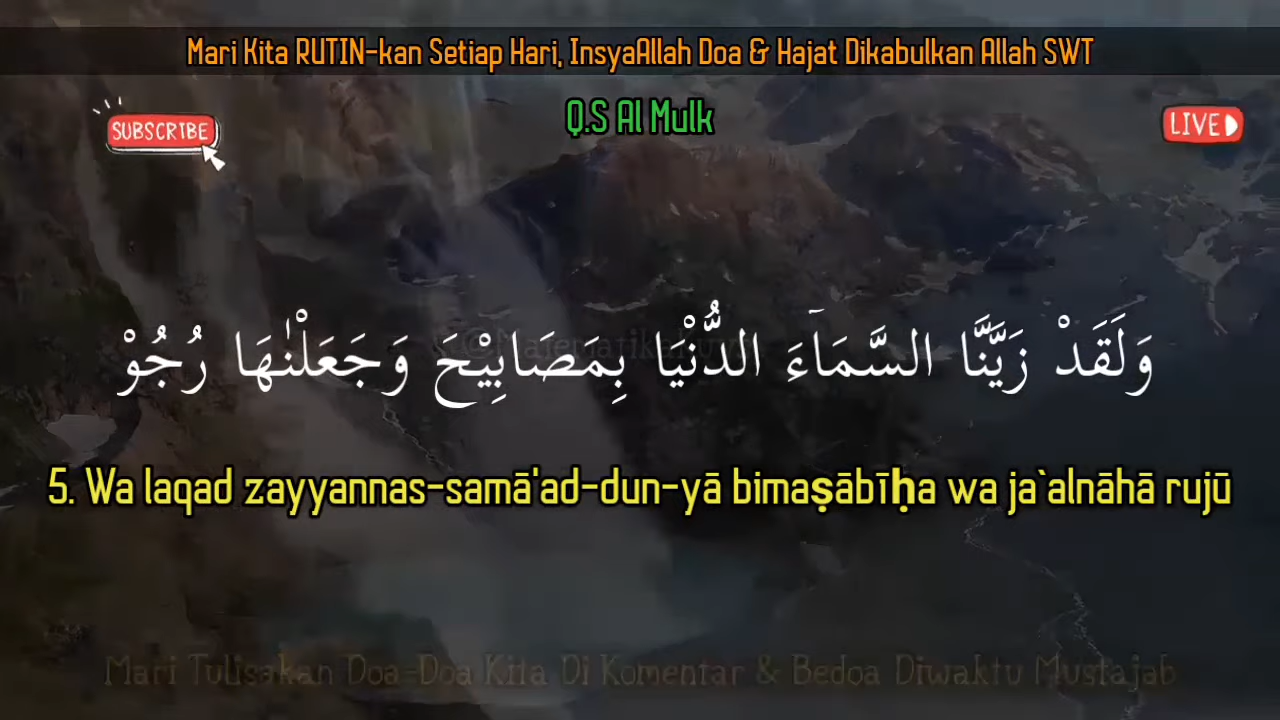 Mari Kita RUTIN-kan Setiap Hari, InsyaAllah Doa & Hajat Dikabulkan Allah SWT
Q.S Al Mulk
SUBSCRIBE
LIVE
وَلَقَدْ زَيَّنَّا السَّمَاۤءَ الدُّنْيَا بِمَصَابِيْحَ وَجَعَلْنٰهَا رُجُوْ
5. Wa laqad zayyannas-samā'ad-dun-yā bimaṣābīḥa wa ja`alnāhā rujū
Mari Tulisakan Doa-Doa Kita Di Komentar & Bedoa Diwaktu Mustajab